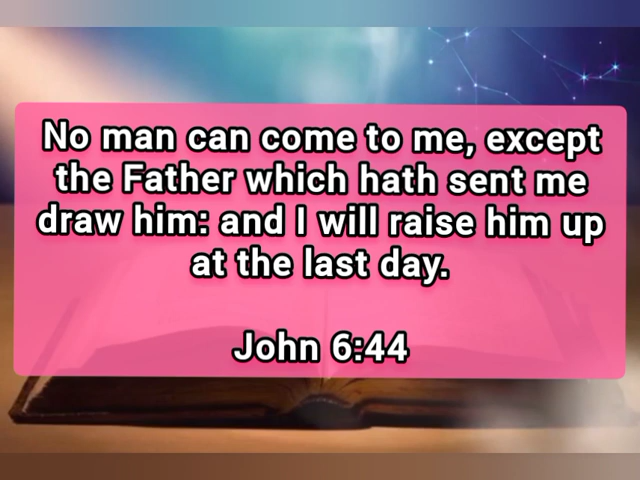 No man can come to me, except
the Father which hath sent me
draw him: and I will raise him up
at the last day.
John 6:44